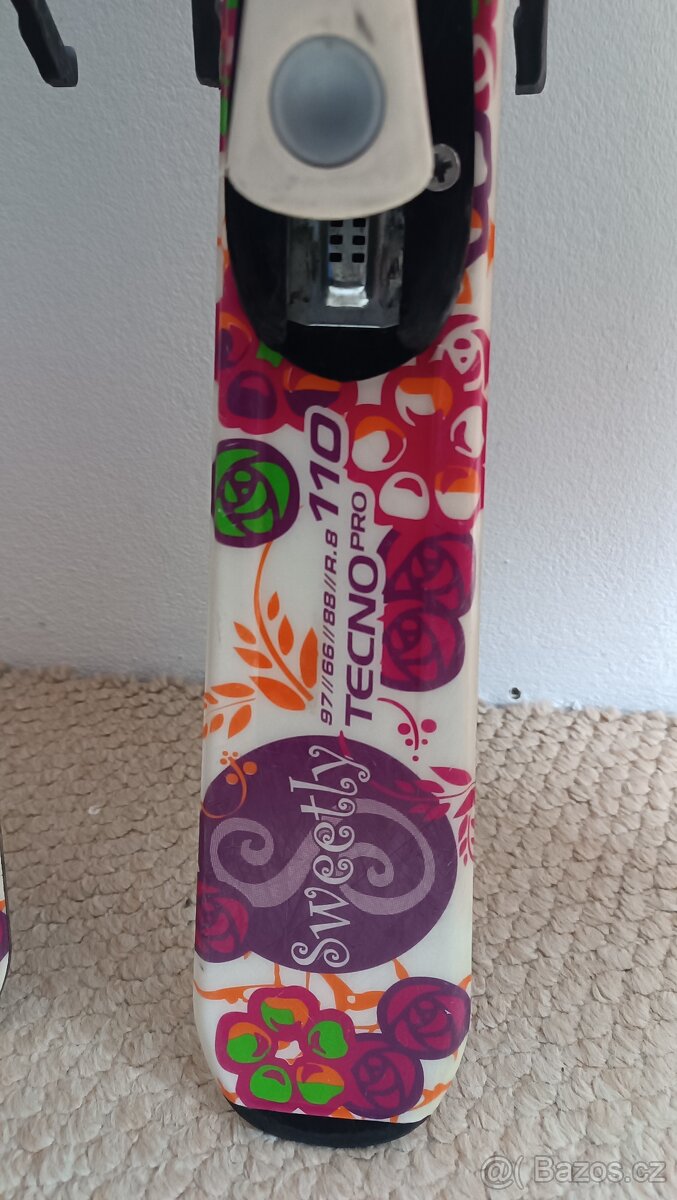 97//66//88//R.8 110
TECNO PRO
Sweetly
@( Bazos.cz